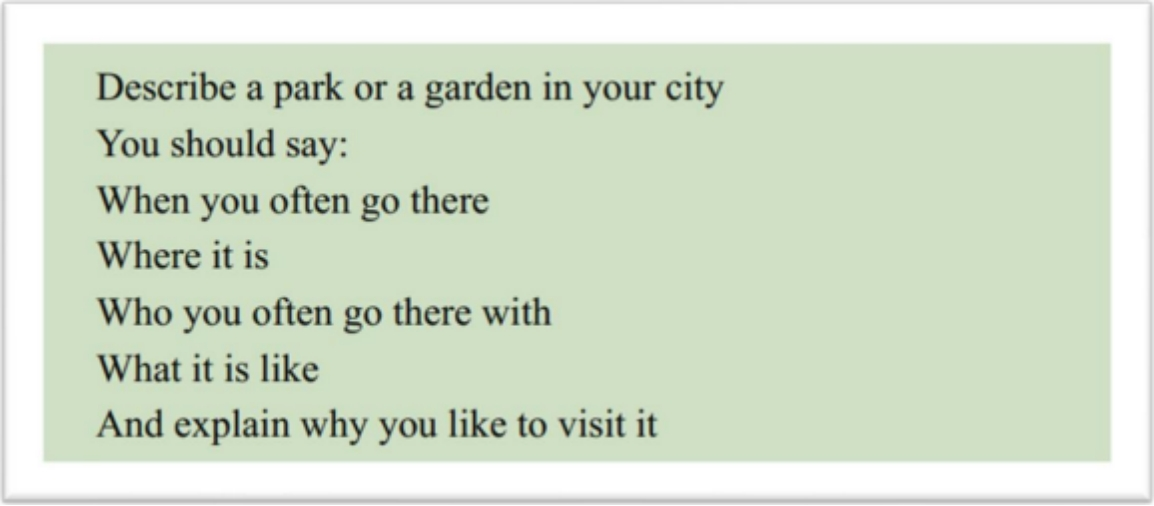 Describe a park or a garden in your city
You should say:
When you often go there
Where it is
Who you often go there with
What it is like
And explain why you like to visit it